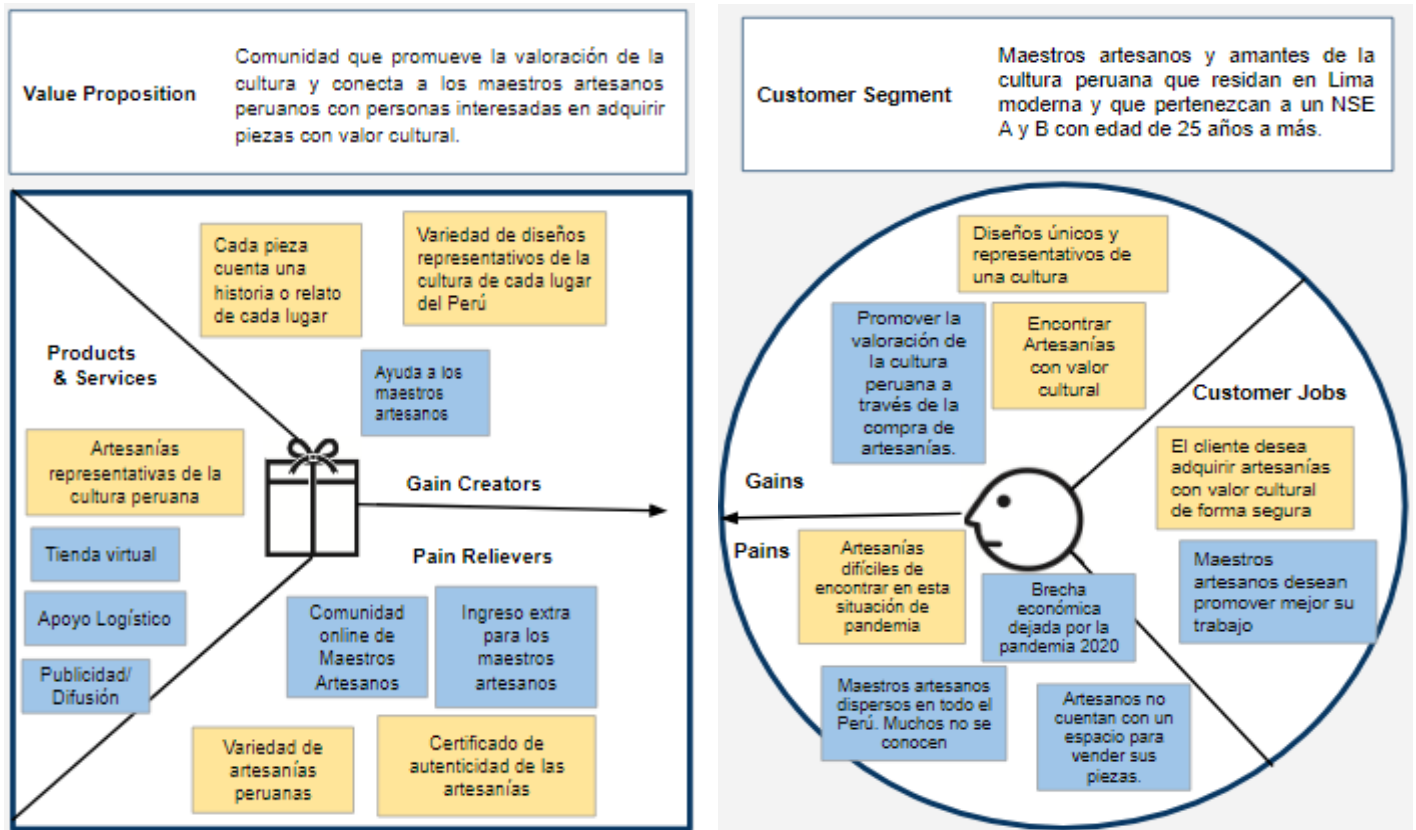 Value Proposition
Comunidad que promueve la valoración de la
cultura y conecta a los maestros artesanos
peruanos con personas interesadas en adquirir
piezas con valor cultural.
Cada pieza
cuenta una
historia o relato
de cada lugar
Variedad de diseños
representativos de la
cultura de cada lugar
del Perú
Ayuda a los
maestros
artesanos
Products
& Services
Artesanías
representativas de la
cultura peruana
Tienda virtual
Apoyo Logístico
Publicidad/
Difusión
Gain Creators
Pain Relievers
Comunidad
online de
Maestros
Artesanos
Ingreso extra
para los
maestros
artesanos
Variedad de
artesanías
peruanas
Certificado de
autenticidad de las
artesanías
Customer Segment
Maestros artesanos y amantes de la
cultura peruana que residan en Lima
moderna y que pertenezcan a un NSE
A y B con edad de 25 años a más.
Diseños únicos y
representativos de
una cultura
Promover la
valoración de
la cultura
peruana a
través de la
compra de
artesanías.
Encontrar
Artesanías
con valor
cultural
Customer Jobs
El cliente desea
adquirir artesanías
con valor cultural
de forma segura
Maestros
artesanos desean
promover mejor su
trabajo
Gains
Pains
Artesanías
difíciles de
encontrar en esta
situación de
pandemia
Brecha
económica
dejada por la
pandemia 2020
Maestros artesanos
dispersos en todo el
Perú. Muchos no se
conocen
Artesanos no
cuentan con un
espacio para
vender sus
piezas.